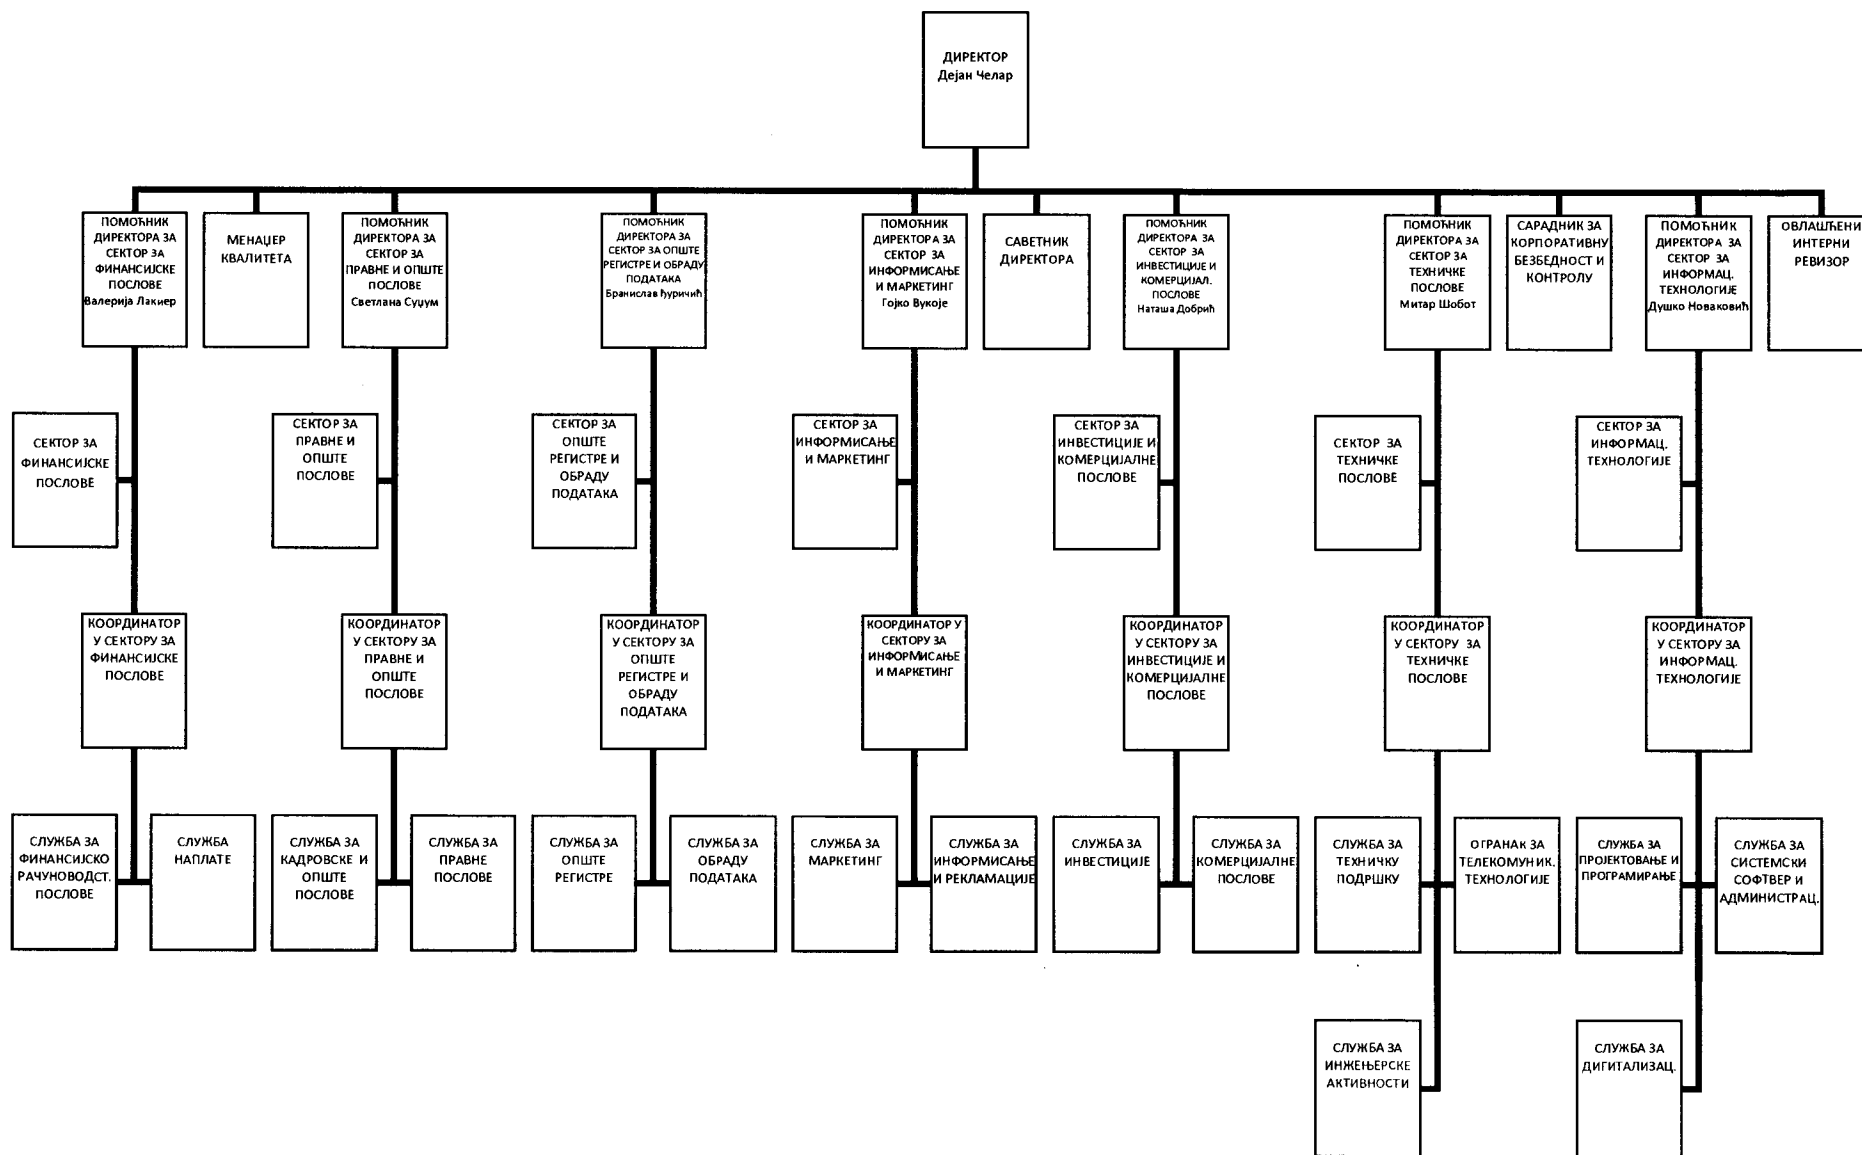 ДИРЕКТОР
Дејан Челар
ПОМОЋНИК
ДИРЕКТОРА ЗА
СЕКТОР ЗА
ФИНАНСИЈСКЕ
ПОСЛОВЕ
Валерија Лакиер
МЕНАЏЕР
КВАЛИТЕТА
ПОМОЋНИК
ДИРЕКТОРА ЗА
СЕКТОР ЗА
ПРАВНЕ И ОПШТЕ
ПОСЛОВЕ
Светлана Суџум
ПОМОЋНИК
ДИРЕКТОРА ЗА
СЕКТОР ЗА ОПШТЕ
РЕГИСТРЕ И ОБРАДУ
ПОДАТАКА
Бранислав Ђуричић
ПОМОЋНИК
ДИРЕКТОРА ЗА
СЕКТОР ЗА
ИНФОРМИСАЊЕ
И МАРКЕТИНГ
Гојко Вукоје
САВЕТНИК
ДИРЕКТОРА
ПОМОЋНИК
ДИРЕКТОРА ЗА
СЕКТОР ЗА
ИНВЕСТИЦИЈЕ И
КОМЕРЦИЈАЛ.
ПОСЛОВЕ
Наташа Добрић
ПОМОЋНИК
ДИРЕКТОРА ЗА
СЕКТОР ЗА
ТЕХНИЧКЕ
ПОСЛОВЕ
Митар Шобот
САРАДНИК ЗА
КОРПОРАТИВНУ
БЕЗБЕДНОСТ И
КОНТРОЛУ
ПОМОЋНИК
ДИРЕКТОРА ЗА
СЕКТОР ЗА
ИНФОРМАЦ.
ТЕХНОЛОГИЈЕ
Душко Новаковић
ОВЛАШЋЕНИ
ИНТЕРНИ
РЕВИЗОР
СЕКТОР ЗА
ФИНАНСИЈСКЕ
ПОСЛОВЕ
СЕКТОР ЗА
ПРАВНЕ И
ОПШТЕ
ПОСЛОВЕ
СЕКТОР ЗА
ОПШТЕ
РЕГИСТРЕ И
ОБРАДУ
ПОДАТАКА
СЕКТОР ЗА
ИНФОРМИСАЊЕ
И МАРКЕТИНГ
СЕКТОР ЗА
ИНВЕСТИЦИЈЕ И
КОМЕРЦИЈАЛНЕ
ПОСЛОВЕ
СЕКТОР ЗА
ТЕХНИЧКЕ
ПОСЛОВЕ
СЕКТОР ЗА
ИНФОРМАЦ.
ТЕХНОЛОГИЈЕ
КООРДИНАТОР
У СЕКТОРУ ЗА
ФИНАНСИЈСКЕ
ПОСЛОВЕ
КООРДИНАТОР
У СЕКТОРУ ЗА
ПРАВНЕ И
ОПШТЕ
ПОСЛОВЕ
КООРДИНАТОР
У СЕКТОРУ ЗА
ОПШТЕ
РЕГИСТРЕ И
ОБРАДУ
ПОДАТАКА
КООРДИНАТОР У
СЕКТОРУ ЗА
ИНФОРМИСАЊЕ
И МАРКЕТИНГ
КООРДИНАТОР
У СЕКТОРУ ЗА
ИНВЕСТИЦИЈЕ И
КОМЕРЦИЈАЛНЕ
ПОСЛОВЕ
КООРДИНАТОР
У СЕКТОРУ ЗА
ТЕХНИЧКЕ
ПОСЛОВЕ
КООРДИНАТОР
У СЕКТОРУ ЗА
ИНФОРМАЦ.
ТЕХНОЛОГИЈЕ
СЛУЖБА ЗА
ФИНАНСИЈСКО
РАЧУНОВОДСТ.
ПОСЛОВЕ
СЛУЖБА
НАПЛАТЕ
СЛУЖБА ЗА
КАДРОВСКЕ И
ОПШТЕ
ПОСЛОВЕ
СЛУЖБА ЗА
ПРАВНЕ
ПОСЛОВЕ
СЛУЖБА ЗА
ОПШТЕ
РЕГИСТРЕ
СЛУЖБА ЗА
ОБРАДУ
ПОДАТАКА
СЛУЖБА ЗА
МАРКЕТИНГ
СЛУЖБА ЗА
ИНФОРМИСАЊЕ
И РЕКЛАМАЦИЈЕ
СЛУЖБА ЗА
ИНВЕСТИЦИЈЕ
СЛУЖБА ЗА
КОМЕРЦИЈАЛНЕ
ПОСЛОВЕ
СЛУЖБА ЗА
ТЕХНИЧКУ
ПОДРШКУ
ОГРАНАК ЗА
ТЕЛЕКОМУНИК.
ТЕХНОЛОГИЈЕ
СЛУЖБА ЗА
ПРОЈЕКТОВАЊЕ И
ПРОГРАМИРАЊЕ
СЛУЖБА ЗА
СИСТЕМСКИ
СОФТВЕР И
АДМИНИСТРАЦ.
СЛУЖБА ЗА
ИНЖЕЊЕРСКЕ
АКТИВНОСТИ
СЛУЖБА ЗА
ДИГИТАЛИЗАЦ.